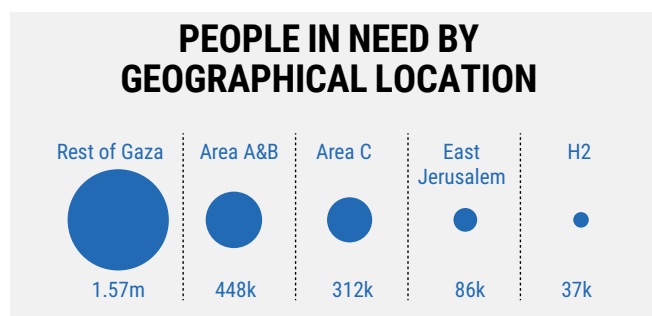 PEOPLE IN NEED BY
GEOGRAPHICAL LOCATION
Rest of Gaza
Area A&B
Area C
East
Jerusalem
H2
1.57m
448k
312k
86k
37k